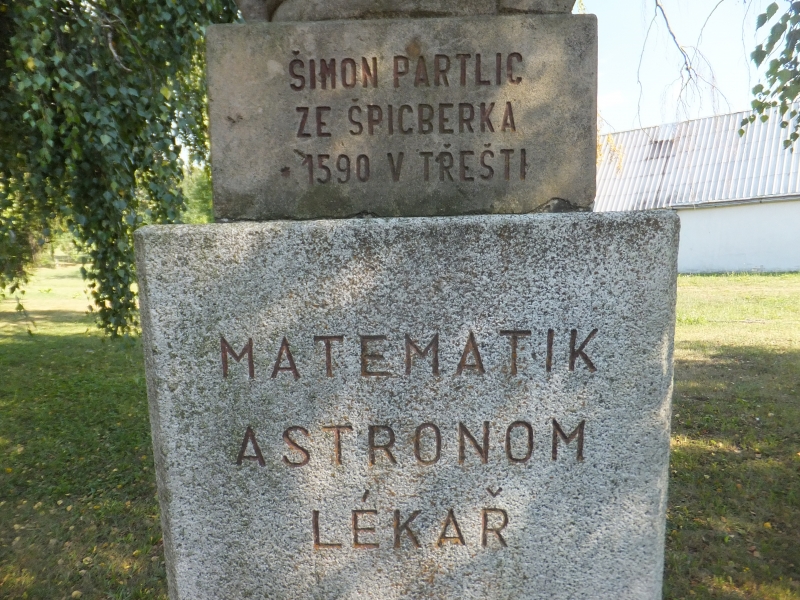 ŠIMON PARTLIC
ZE ŠPICBERKA
1590 V TŘEŠTI
MATEMATIK
ASTRONOM
LÉKAŘ